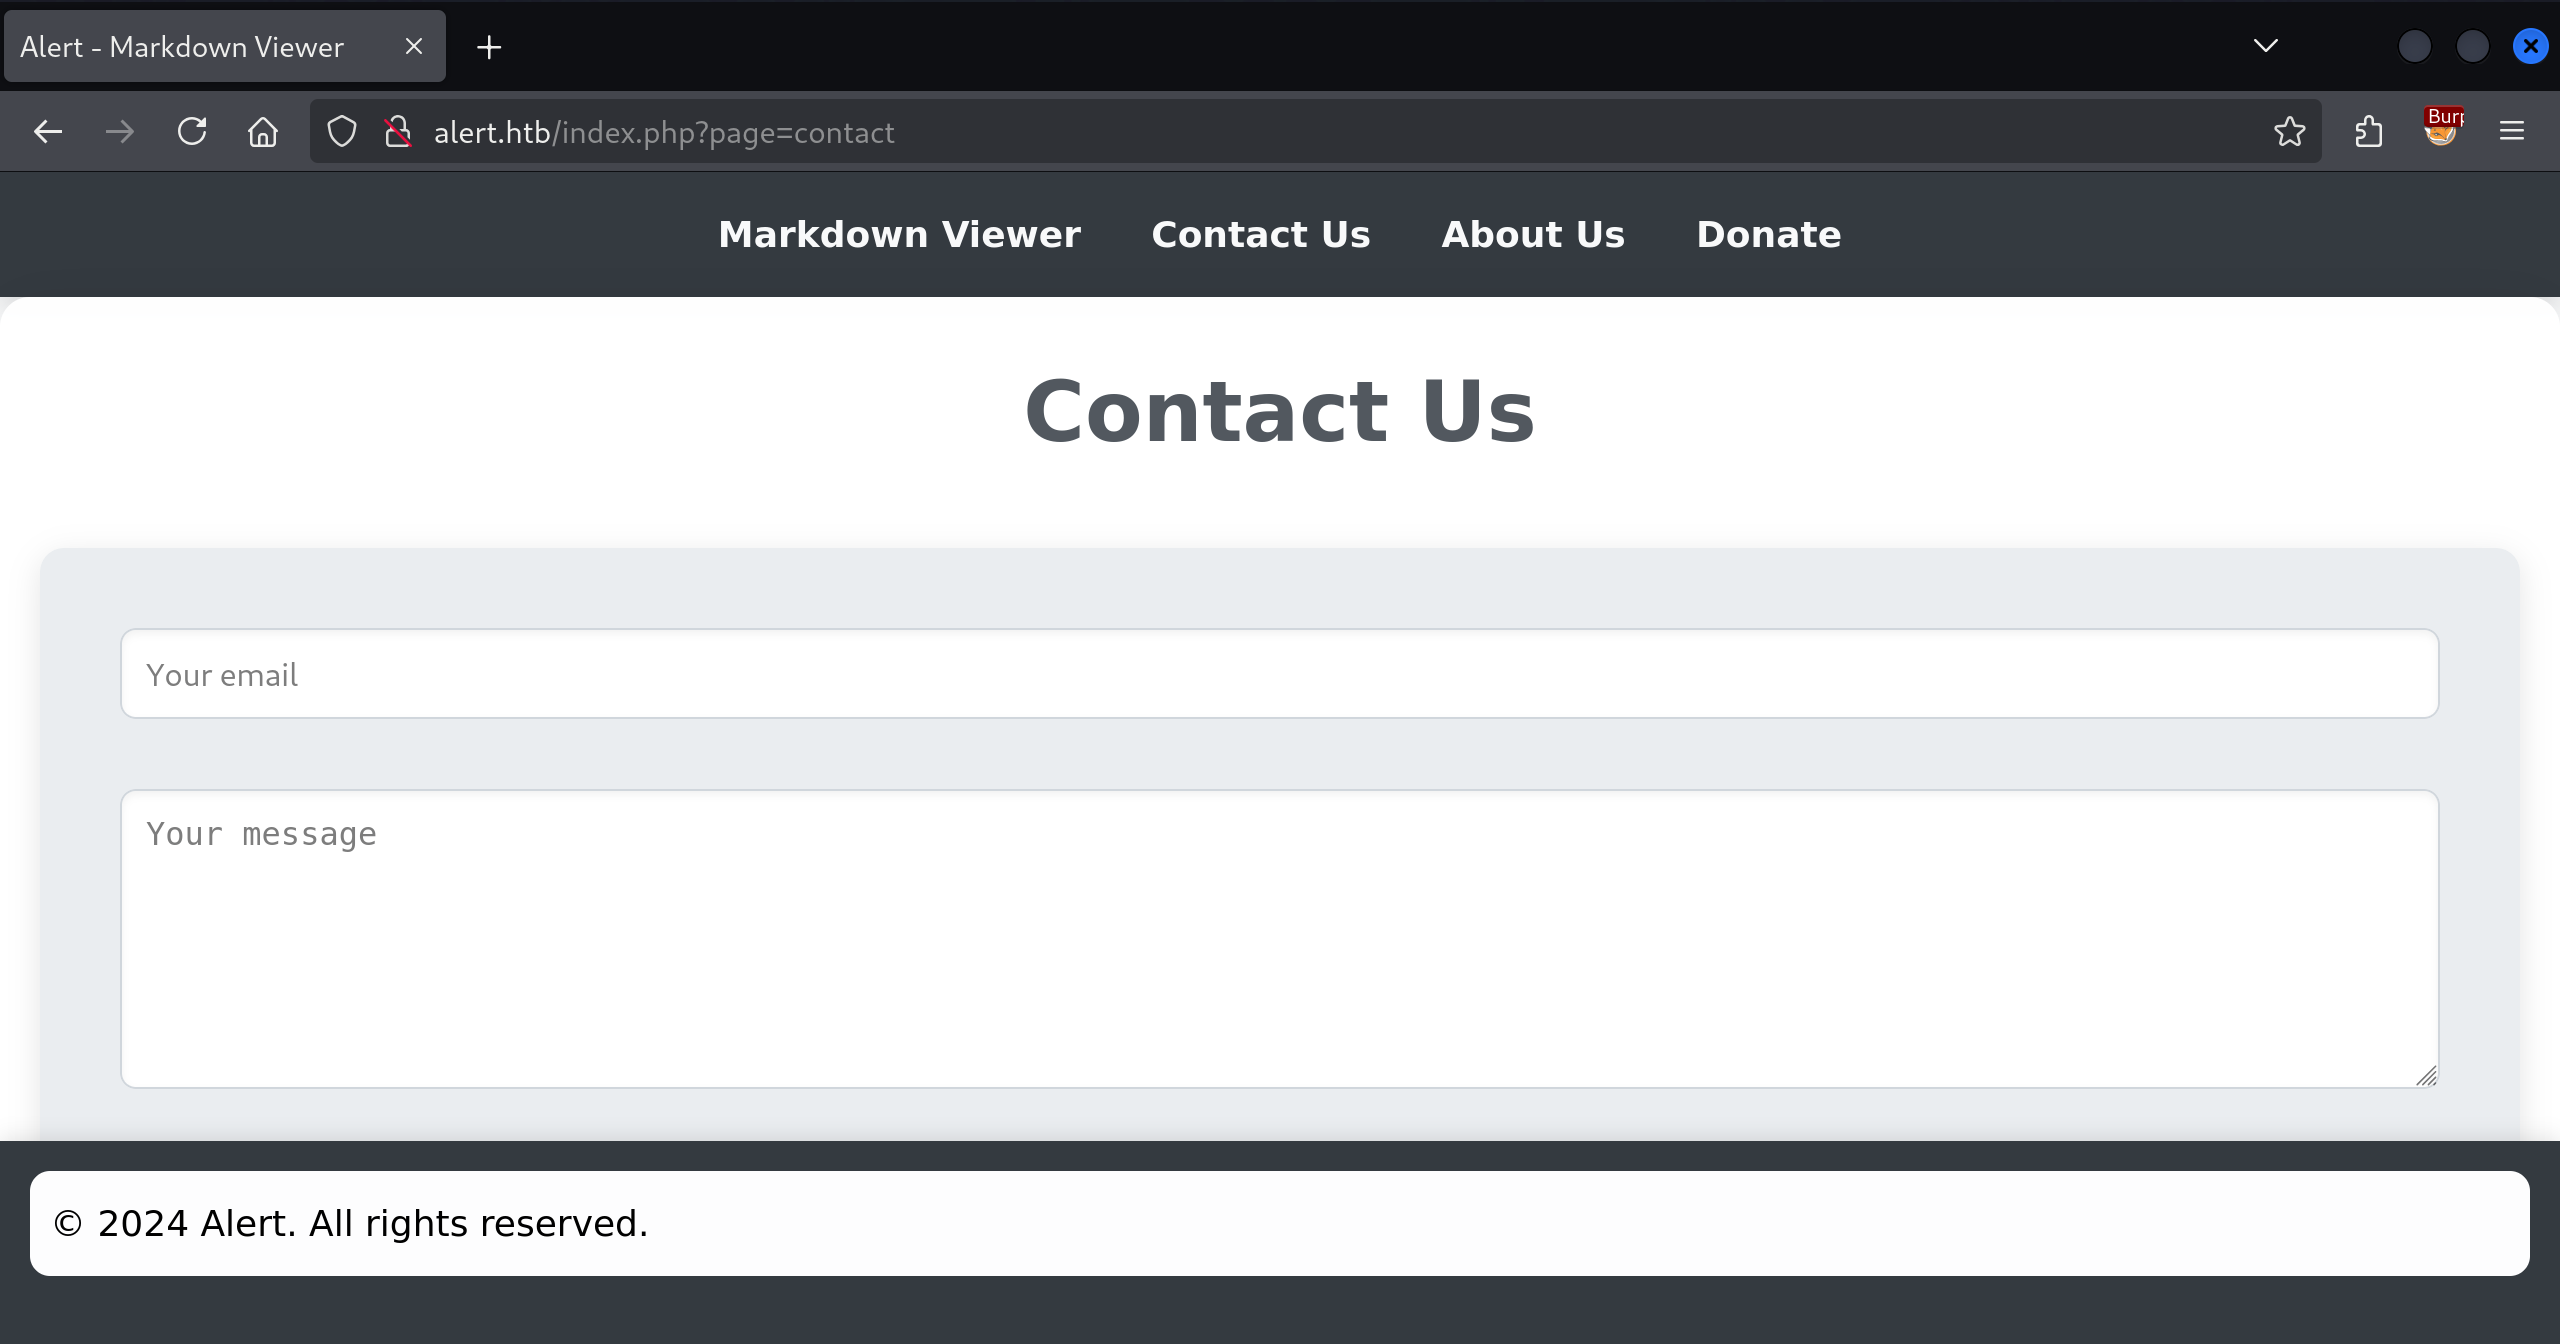 Alert - Markdown Viewer
alert.htb/index.php?page=contact
Burp
Markdown Viewer Contact Us About Us Donate
Contact Us
Your email
Your message
© 2024 Alert. All rights reserved.